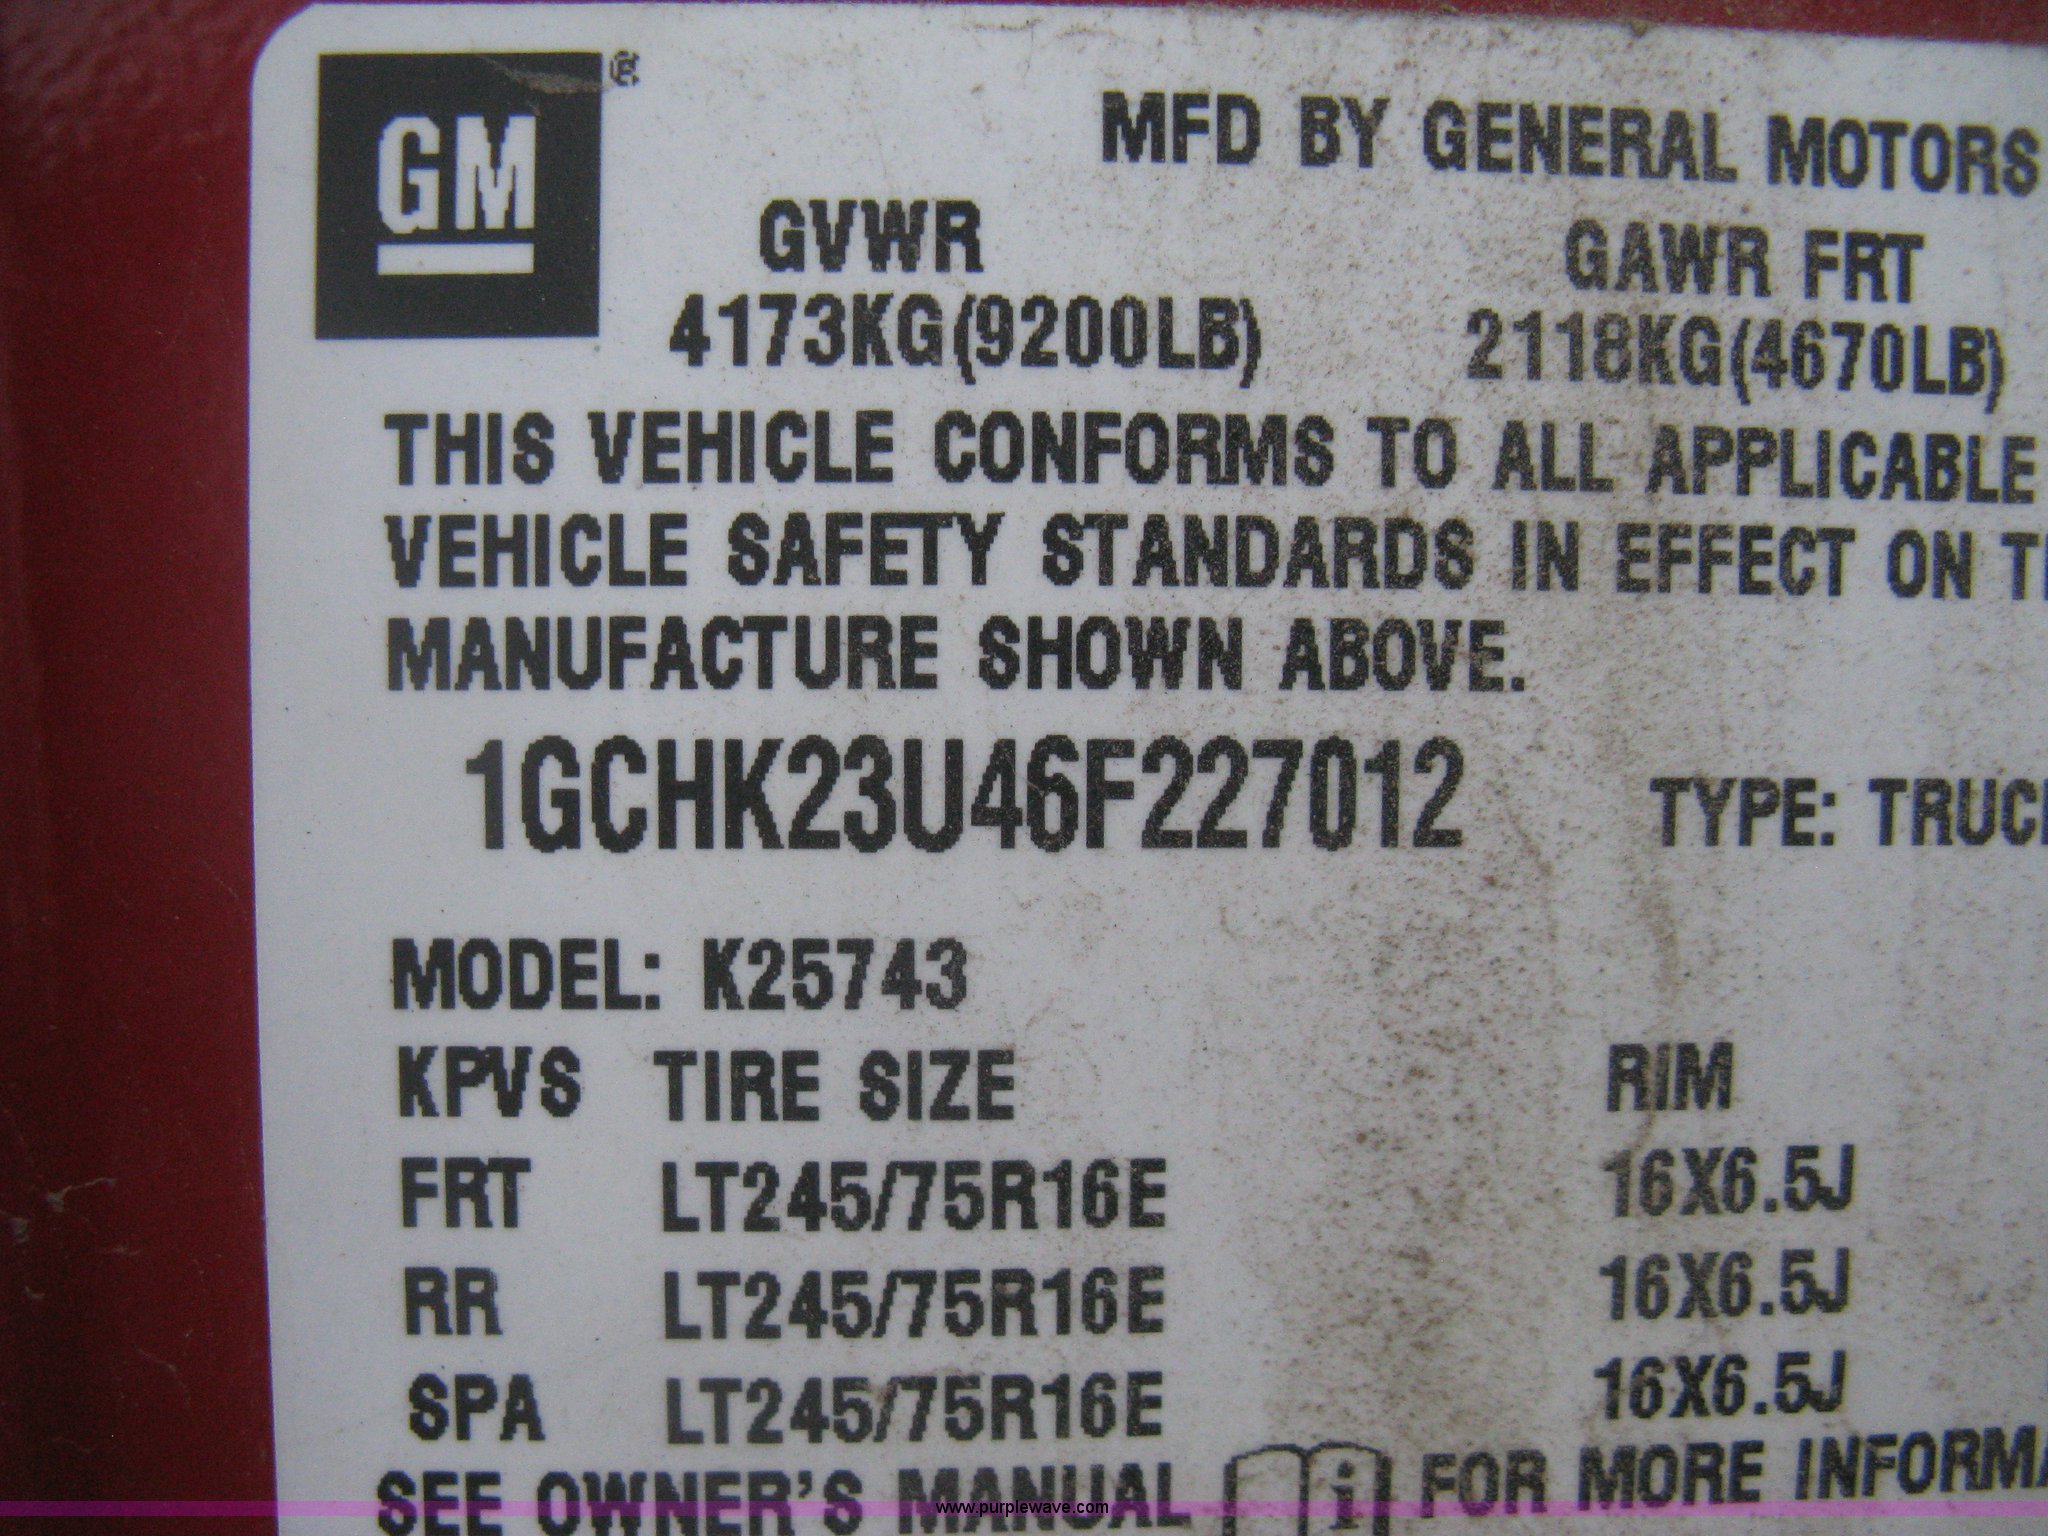 GM ®
MFD BY GENERAL MOTORS
GVWR GAWR FRT
4173KG(9200LB) 2118KG(4670LB)
THIS VEHICLE CONFORMS TO ALL APPLICABLE
VEHICLE SAFETY STANDARDS IN EFFECT ON
MANUFACTURE SHOWN ABOVE.
1GCHK23U46F227012 TYPE: TRUC
MODEL: K25743
KPVS TIRE SIZE RIM
FRT LT245/75R16E 16X6.5J
RR LT245/75R16E 16X6.5J
SPA LT245/75R16E 16X6.5J
SEE OWNER'S MANUAL i FOR MORE INFORMA
www.purplewave.com